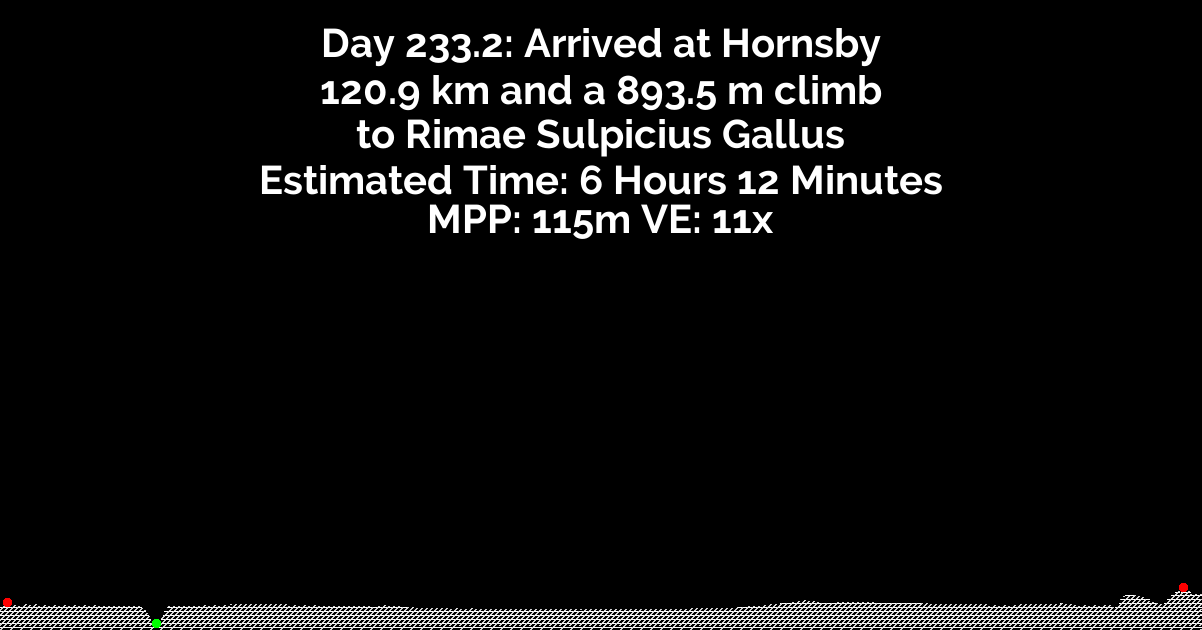 Day 233.2: Arrived at Hornsby
120.9 km and a 893.5 m climb
to Rimae Sulpicius Gallus
Estimated Time: 6 Hours 12 Minutes
MPP: 115m VE: 11x